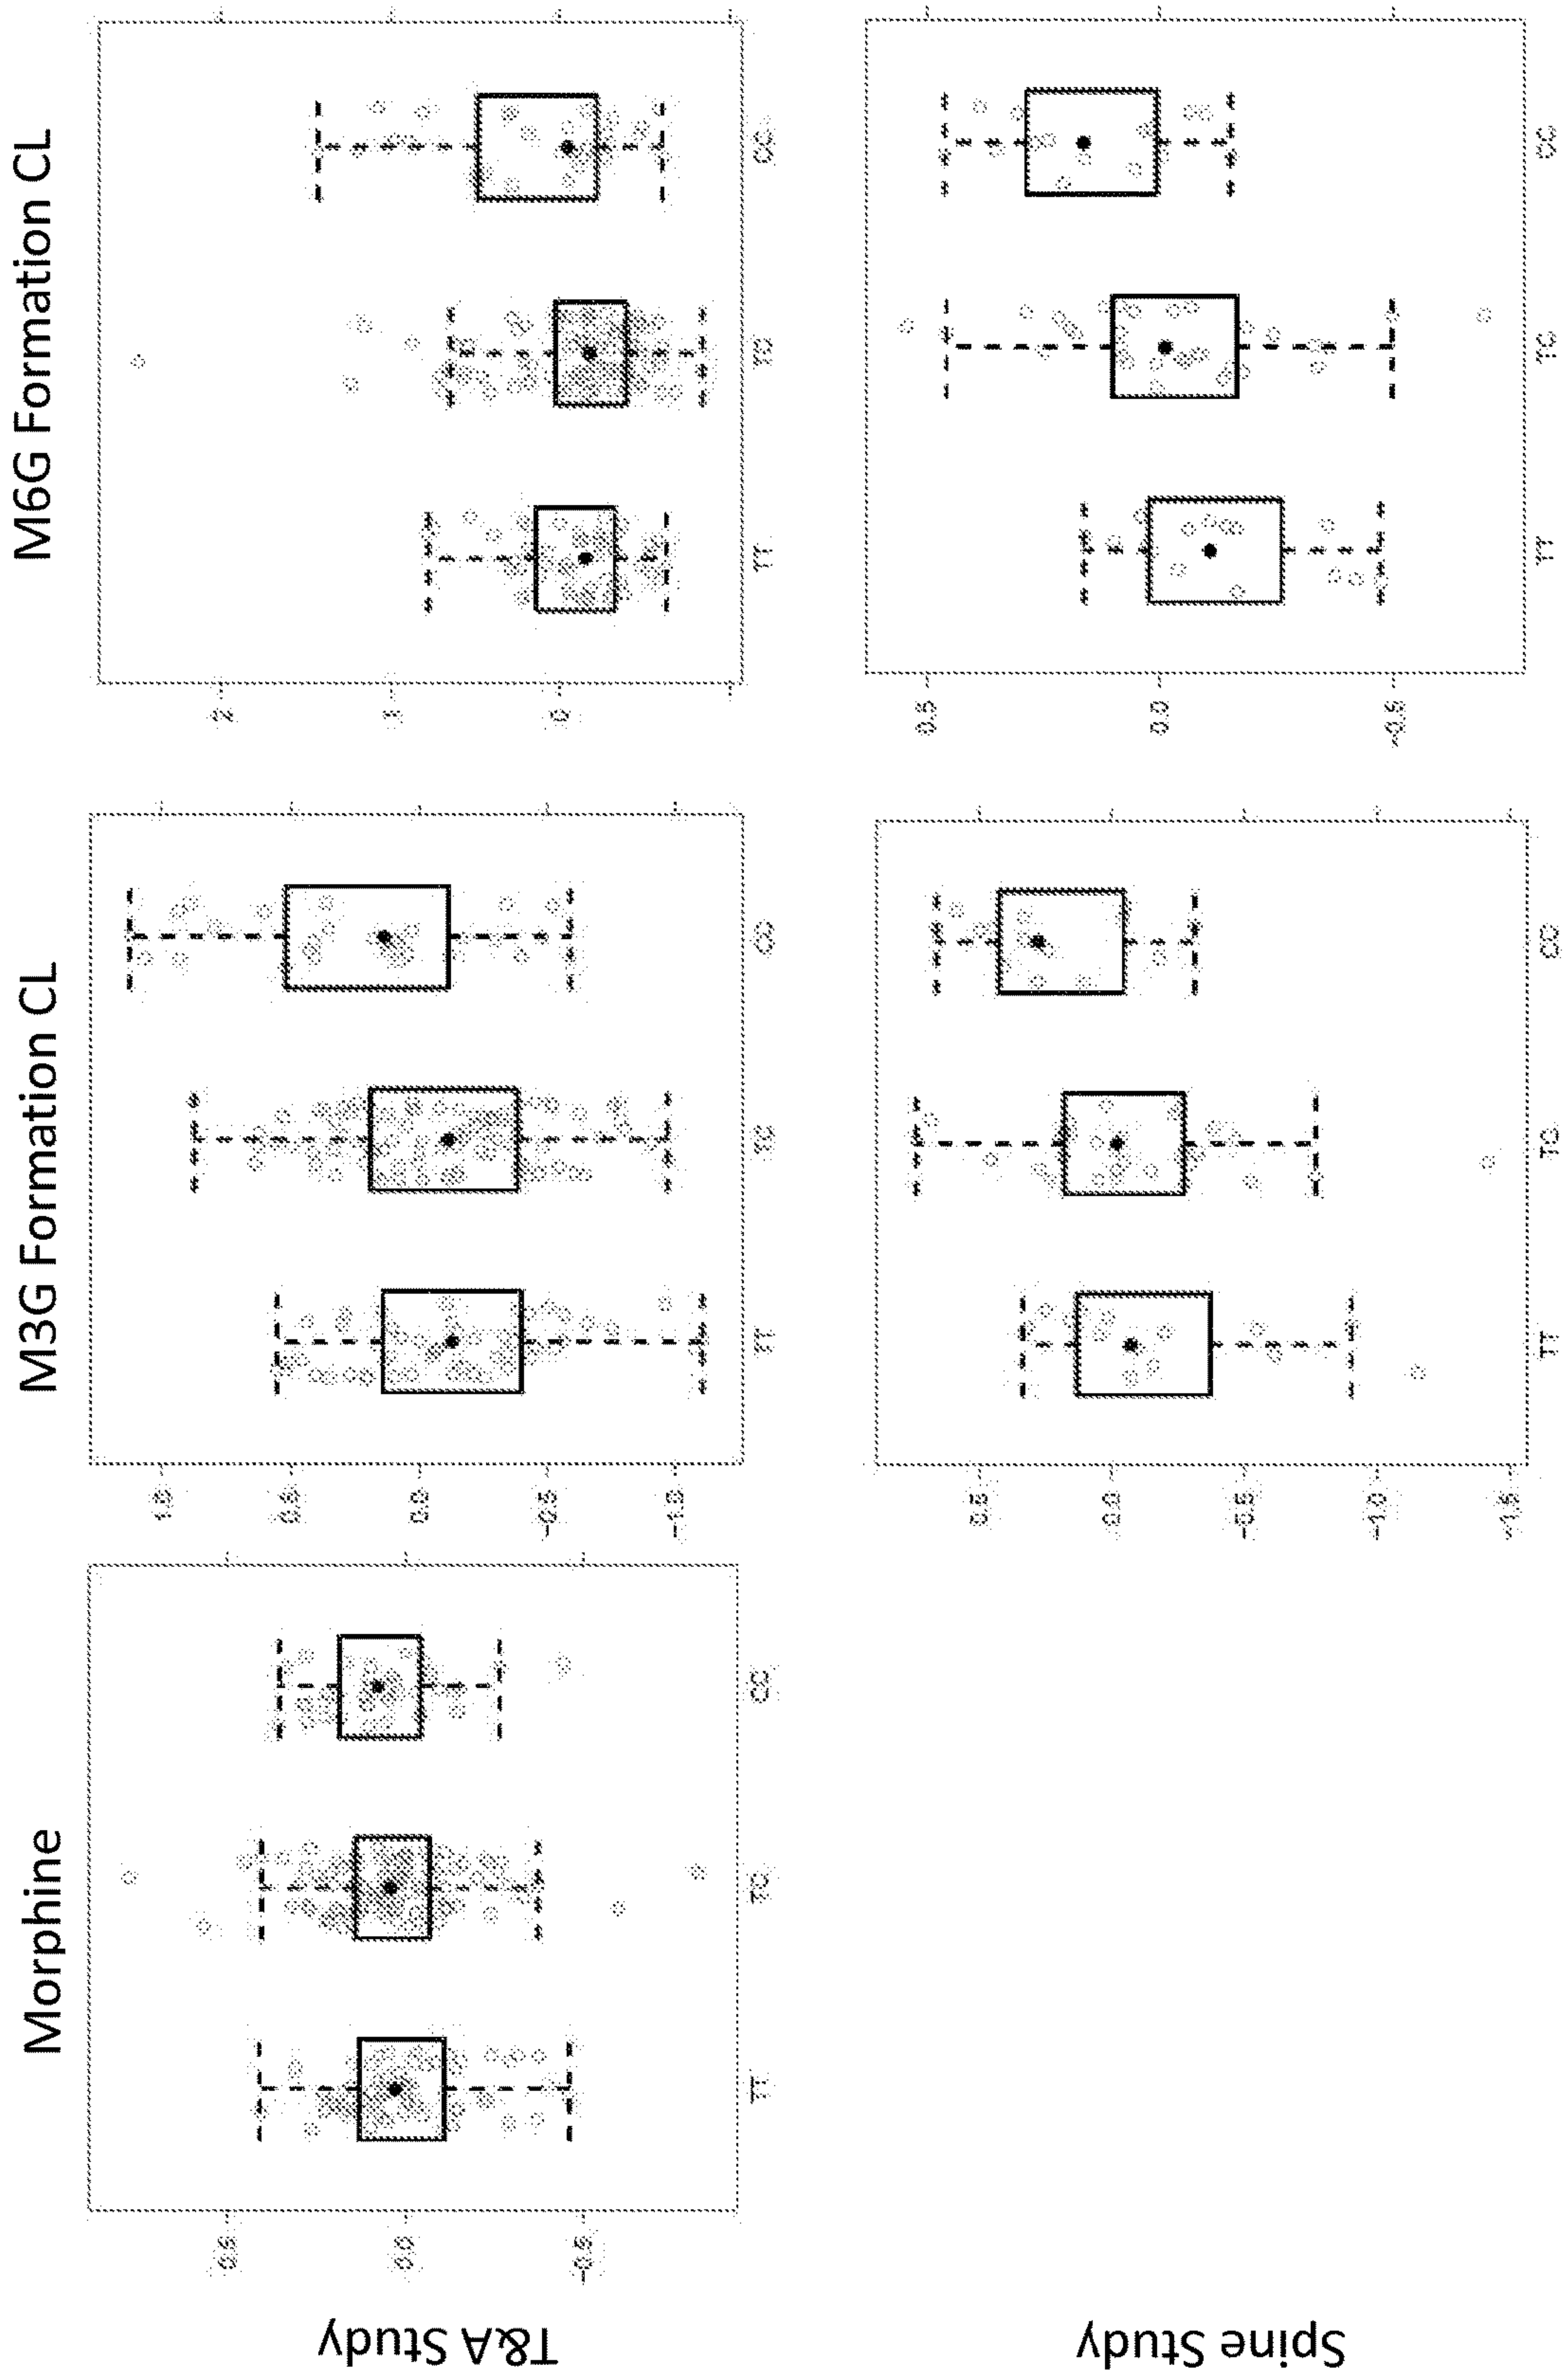 Morphine
M3G Formation CL
M6G Formation CL
T&A Study
0.5
0.0
-0.5
TT
TC
CC
1.0
0.5
0.0
-0.5
-1.0
TT
TC
CC
2
0
TT
TC
CC
Spine Study
0.5
0.0
-0.5
-1.0
-1.5
TT
TC
CC
0.5
0.0
-0.5
TT
TC
CC